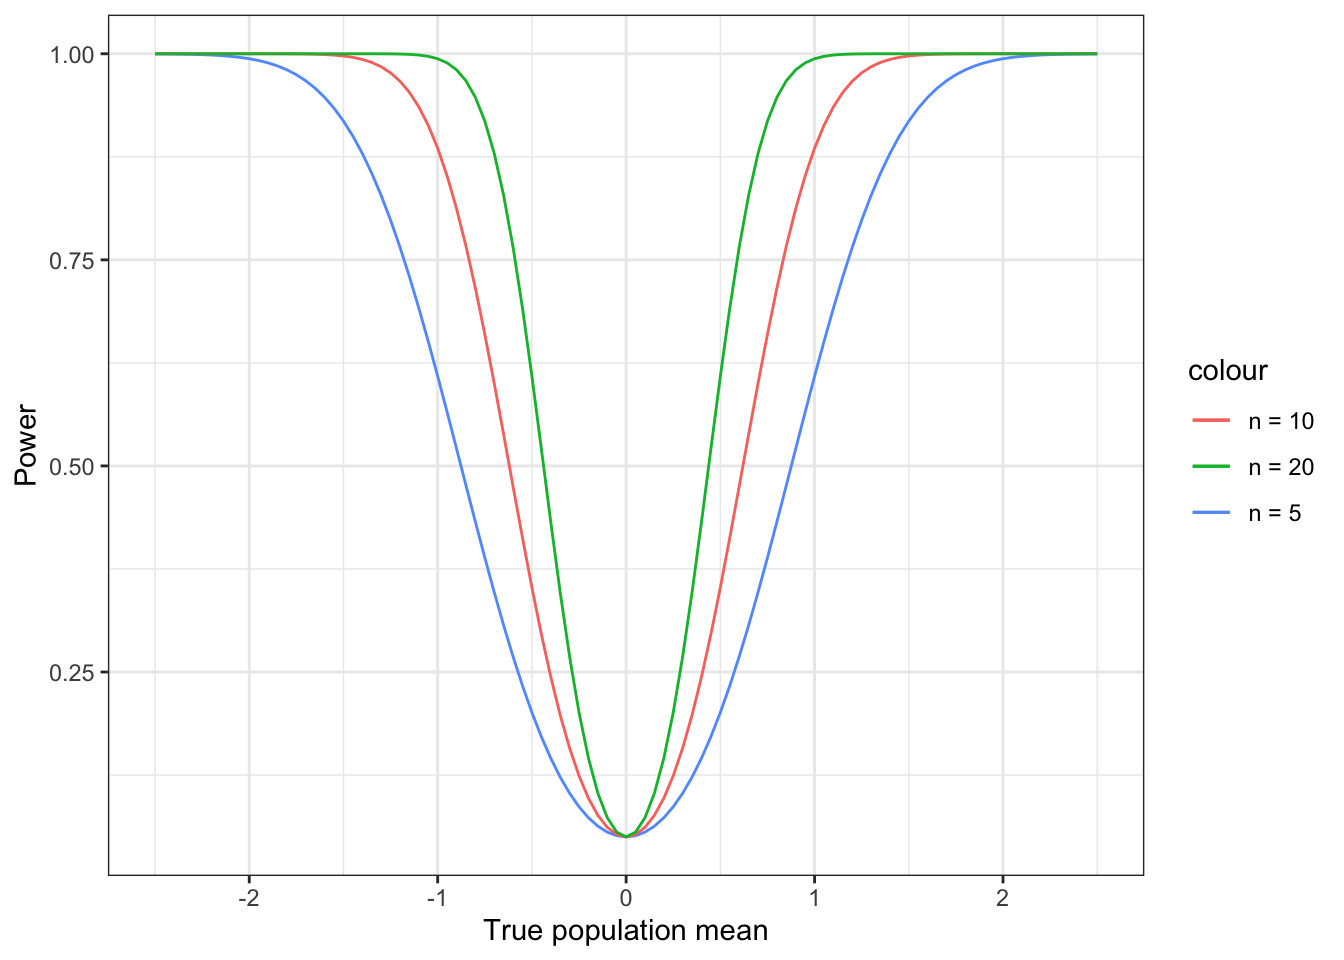 1.00
0.75
0.50
0.25
Power
-2
-1
0
1
2
True population mean
colour
n = 10
n = 20
n = 5